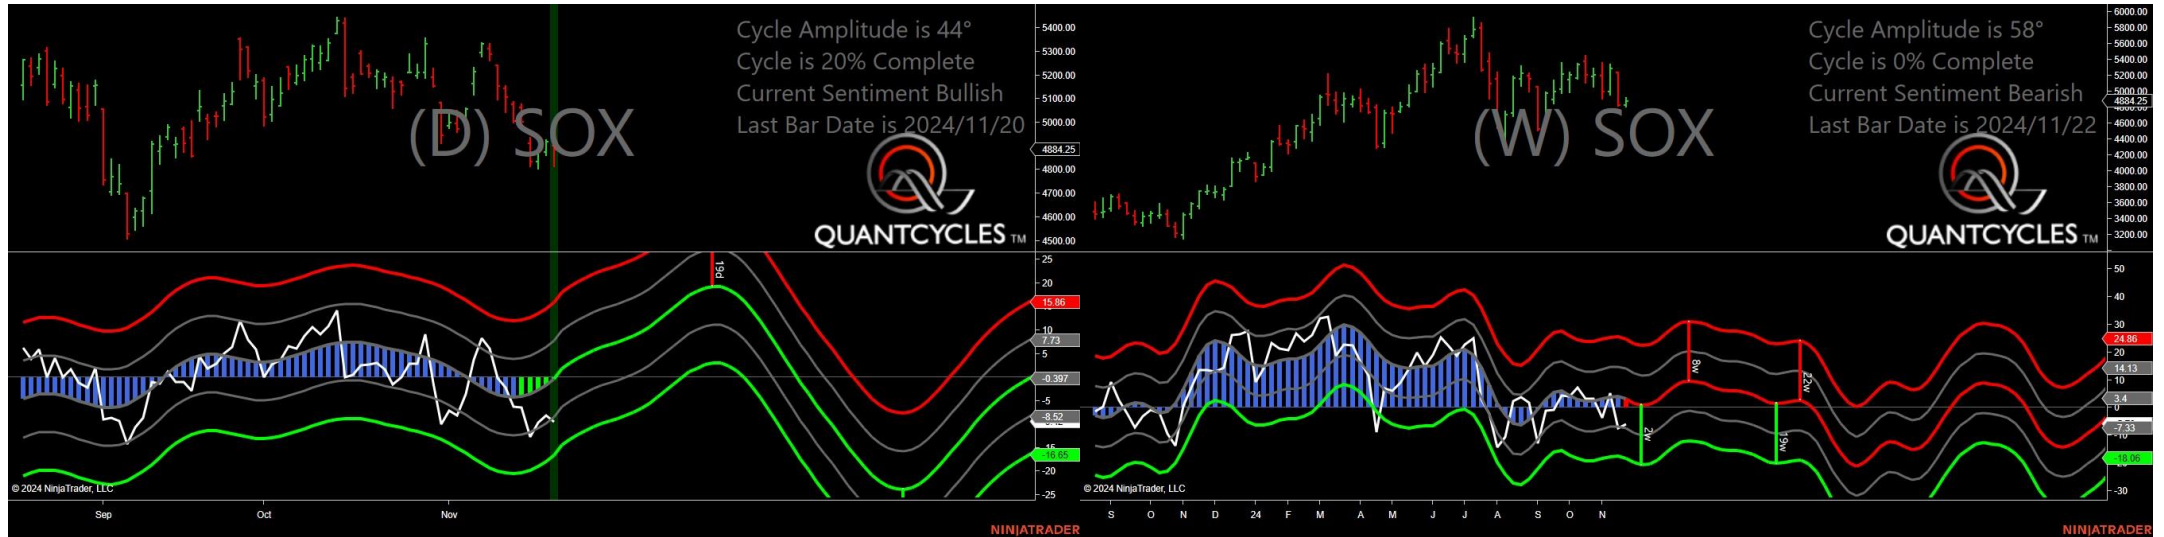 Cycle Amplitude is 44°
Cycle is 20% Complete
Current Sentiment Bullish
Last Bar Date is 2024/11/20
(D) SOX
QUANTCYCLES TM
5400.00
5300.00
5200.00
5100.00
5000.00
4884.25
4800.00
4700.00
4600.00
4500.00
19d
25
20
15.86
10
7.73
5
-0.397
-5
-8.52
-15
-16.65
-20
-25
© 2024 NinjaTrader, LLC
Sep
Oct
Nov
NINJATRADER
Cycle Amplitude is 58°
Cycle is 0% Complete
Current Sentiment Bearish
Last Bar Date is 2024/11/22
(W) SOX
QUANTCYCLES TM
6000.00
5800.00
5600.00
5400.00
5200.00
5000.00
4884.25
4800.00
4600.00
4400.00
4200.00
4000.00
3800.00
3600.00
3400.00
3200.00
8w
22w
2w
19w
50
40
30
24.86
20
14.13
10
3.4
0
-7.33
-10
-18.06
-30
© 2024 NinjaTrader, LLC
S O N D 24 F M A M J J A S O N
NINJATRADER